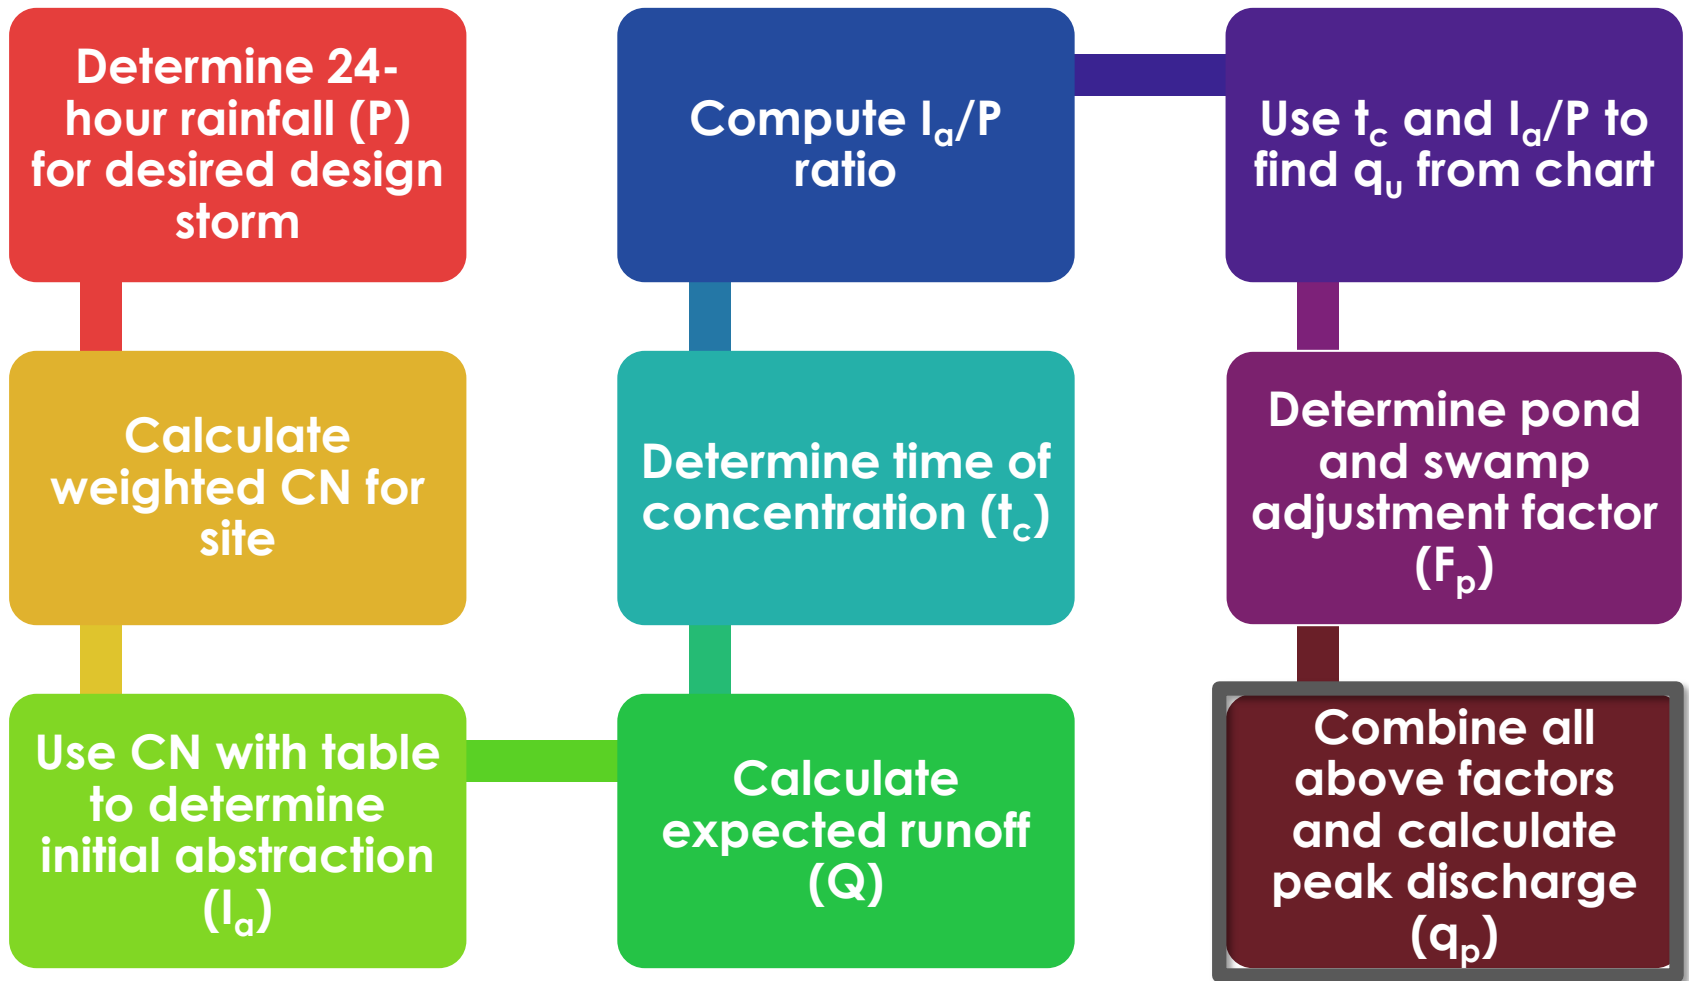 Determine 24-
hour rainfall (P)
for desired design
storm
Calculate
weighted CN for
site
Use CN with table
to determine
initial abstraction
(Iₐ)
Calculate
expected runoff
(Q)
Determine time of
concentration (t_c)
Compute Iₐ/P
ratio
Use t_c and Iₐ/P to
find qᵤ from chart
Determine pond
and swamp
adjustment factor
(Fₚ)
Combine all
above factors
and calculate
peak discharge
(qₚ)